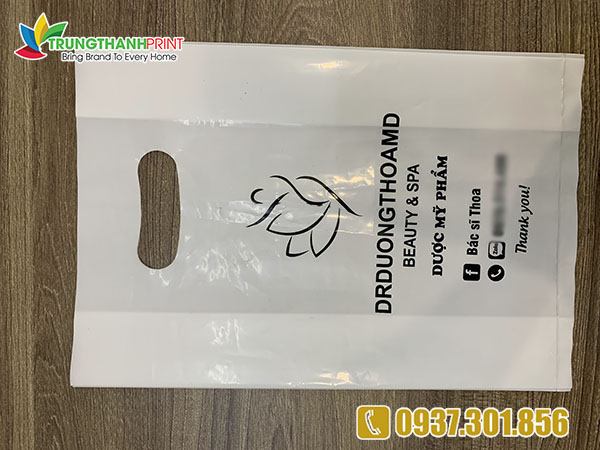 TRUNGTHANHPRINT
Bring Brand To Every Home
DRDUONGTHOAMD
BEAUTY & SPA
DƯỢC MỸ PHẨM
f Bác sĩ Thoa
Zalo
Thank you!
0937.301.856